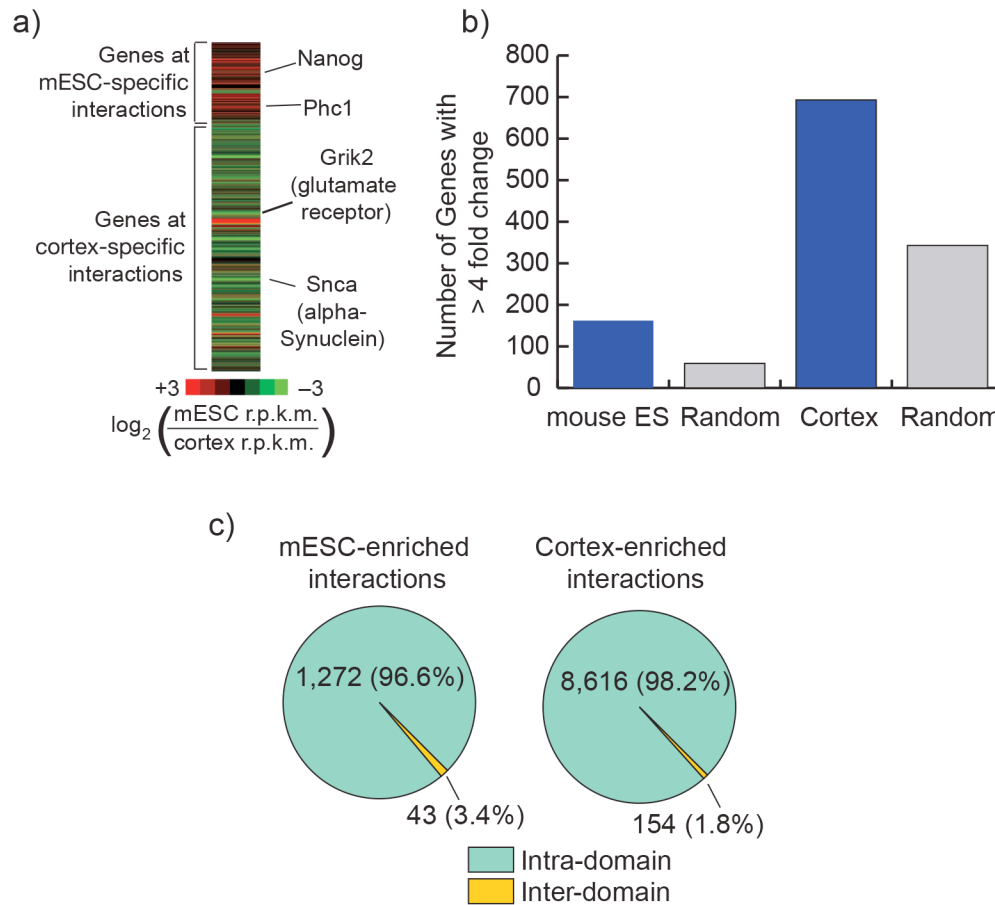 a)
Genes at
mESC-specific
interactions
Nanog
Phc1
Grik2
(glutamate
receptor)
Genes at
cortex-specific
interactions
Snca
(alpha-
Synuclein)
+3
–3
log2 (mESC r.p.k.m.
cortex r.p.k.m.)
b)
Number of Genes with
> 4 fold change
800
700
600
500
400
300
200
100
0
mouse ES Random Cortex Random
c)
mESC-enriched
interactions
1,272 (96.6%)
43 (3.4%)
Cortex-enriched
interactions
8,616 (98.2%)
154 (1.8%)
Intra-domain
Inter-domain